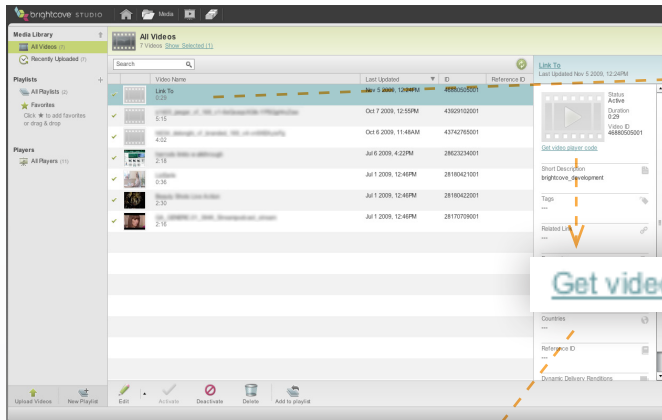 brightcove STUDIO
Media
Media Library
All Videos (7)
Recently Uploaded (7)
Playlists +
All Playlists (2)
Favorites
Click ★ to add favorites
or drag & drop
Players
All Players (11)
Upload Videos New Playlist
All Videos
7 Videos Show Selected (1)
Search
Video Name Last Updated ▼ ID Reference ID
Link To Nov 5 2009, 12:24PM 46880505001
0:29
Oct 7 2009, 12:55PM 43929102001
5:15
Oct 6 2009, 11:48AM 43742765001
4:02
Jul 6 2009, 4:22PM 28623234001
2:18
Jul 1 2009, 12:46PM 28180421001
0:36
Jul 1 2009, 12:46PM 28180422001
2:30
Jul 1 2009, 12:46PM 28170709001
2:16
Edit Activate Deactivate Delete Add to playlist
Link To
Last Updated Nov 5 2009, 12:24PM
Status
Active
Duration
0:29
Video ID
46880505001
Get video player code
Short Description
brightcove_development
Tags
---
Related Link
---
Get vide
Countries
---
Reference ID
---
Dynamic Delivery Renditions